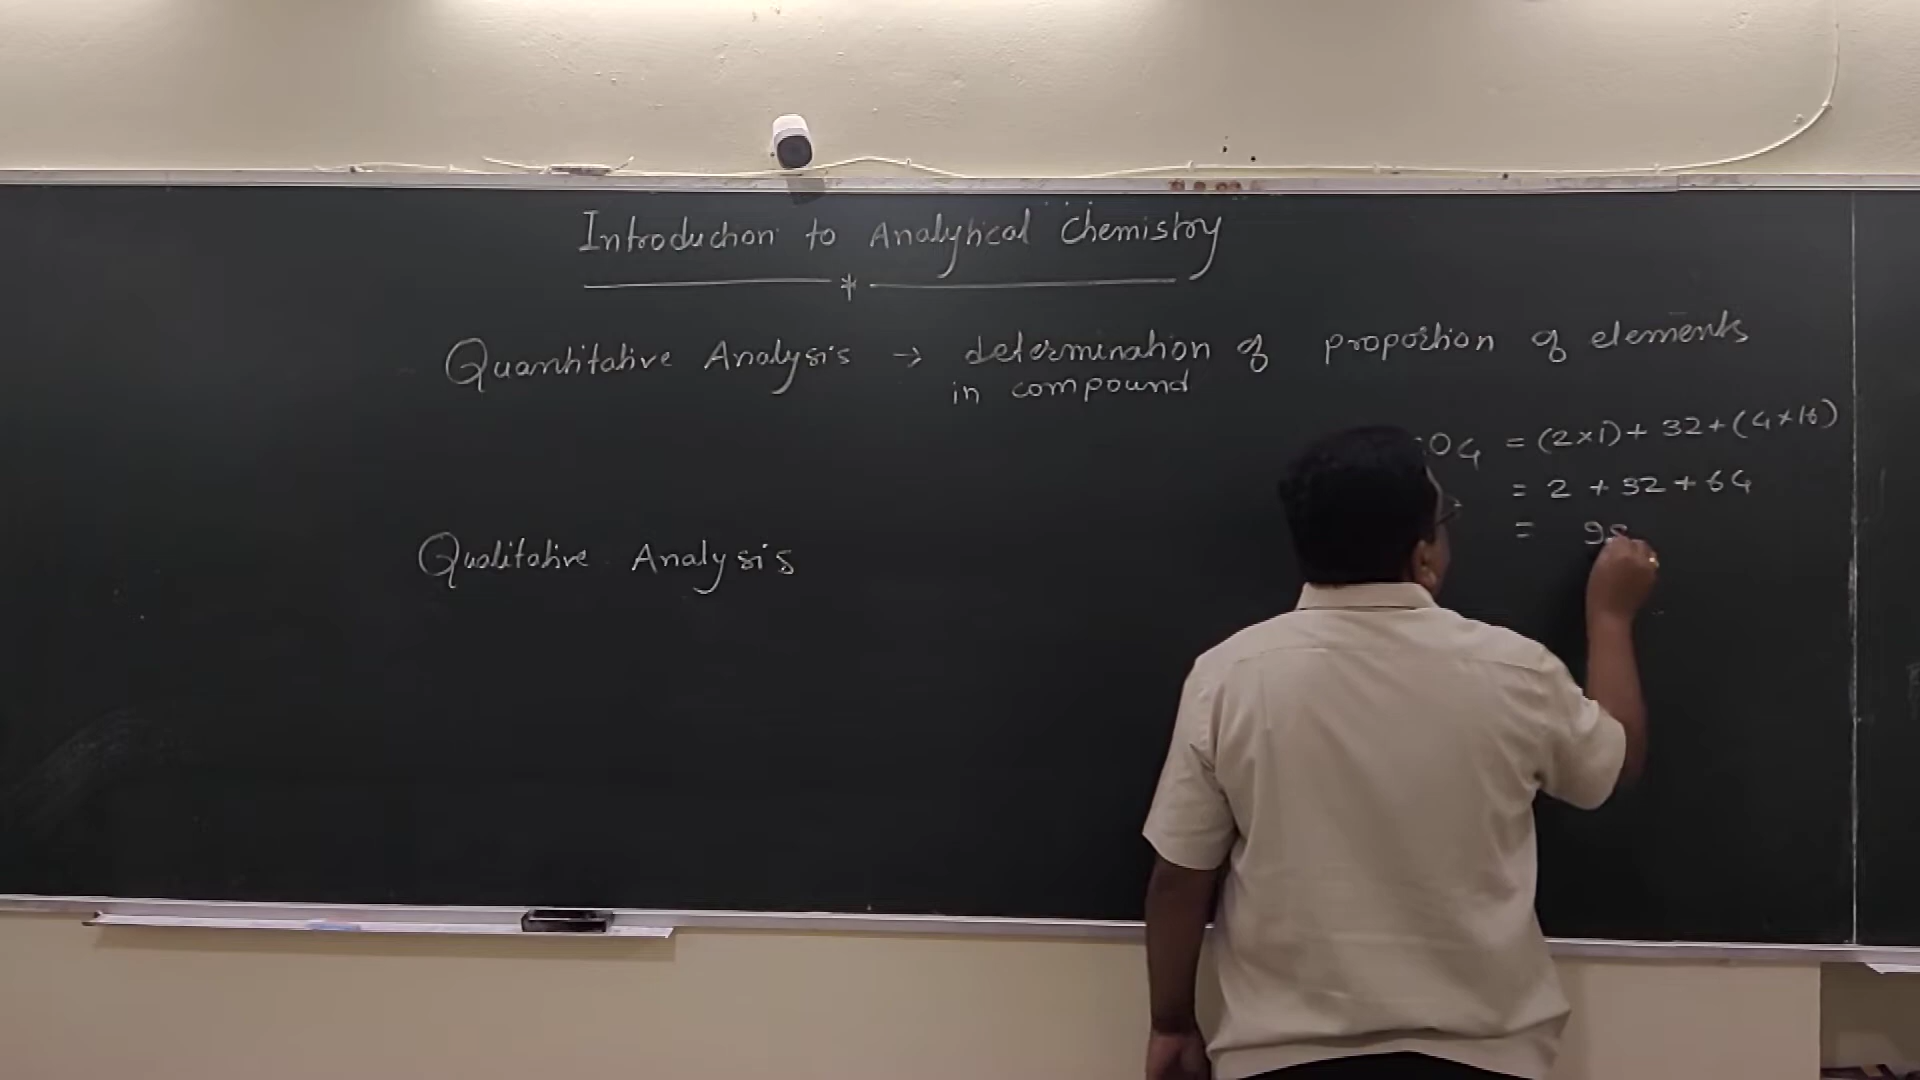 Introduction to Analytical Chemistry
*
Quantitative Analysis → determination of proportion of elements
in compound
O4 = (2×1) + 32 + (4×16)
= 2 + 32 + 64
= 98
Qualitative Analysis